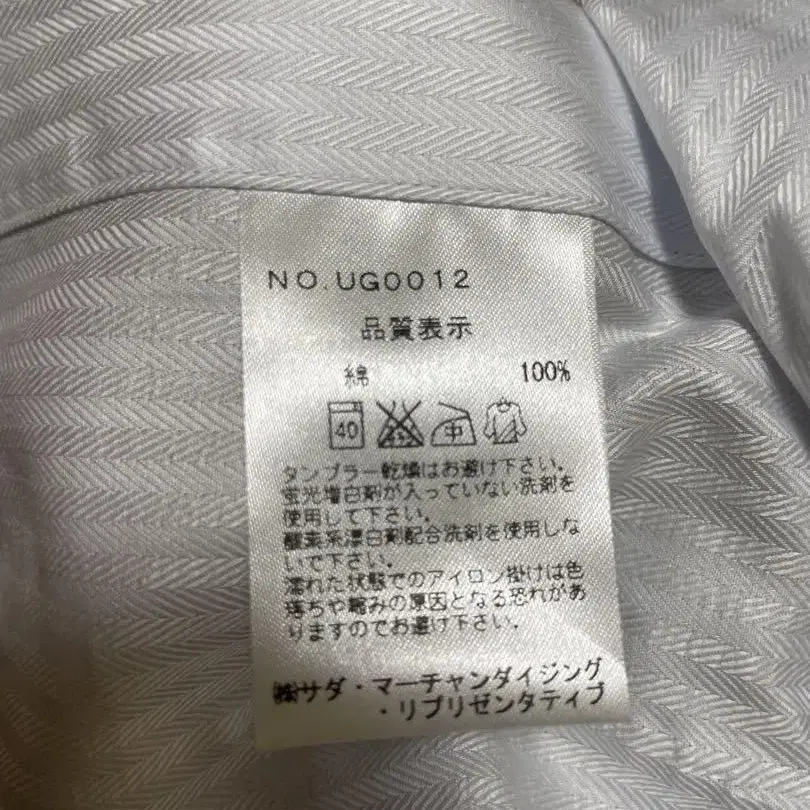 NO.UG0012
品質表示
綿 100%
40 中
タンブラー乾燥はお避け下さい。
蛍光増白剤が入っていない洗剤を
使用して下さい。
酸素系漂白剤配合洗剤を使用しな
いで下さい。
濡れた状態でのアイロン掛けは色
落ちや縮みの原因となる恐れがあ
りますのでお避け下さい。
㈱サダ・マーチャンダイジング
・リプリゼンタティブ